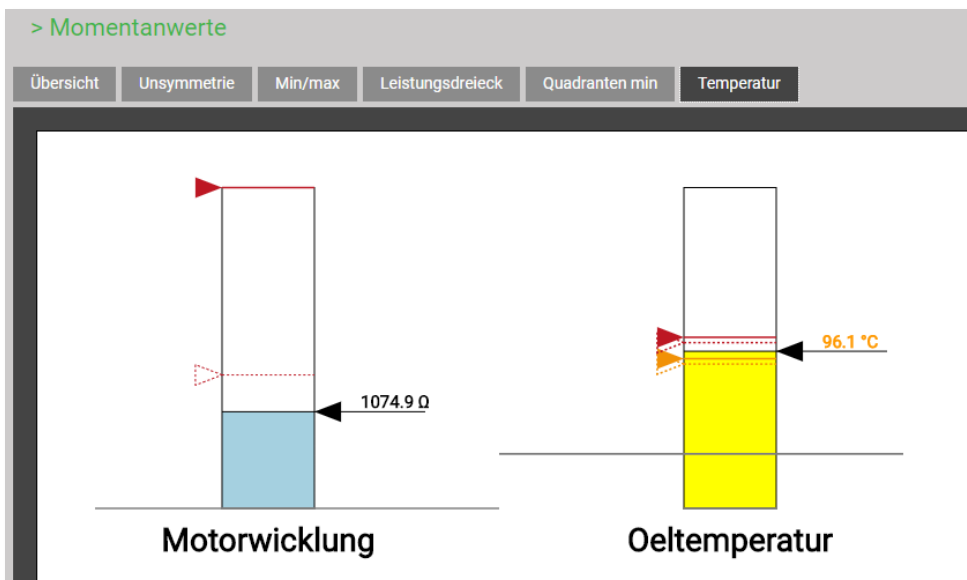 > Momentanwerte
Übersicht Unsymmetrie Min/max Leistungsdreieck Quadranten min Temperatur
96.1 °C
1074.9 Ω
Motorwicklung Oeltemperatur